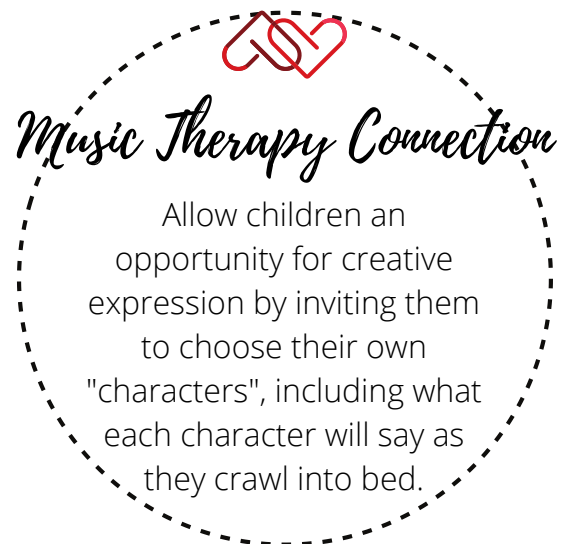 Music Therapy Connection
Allow children an
opportunity for creative
expression by inviting them
to choose their own
"characters", including what
each character will say as
they crawl into bed.